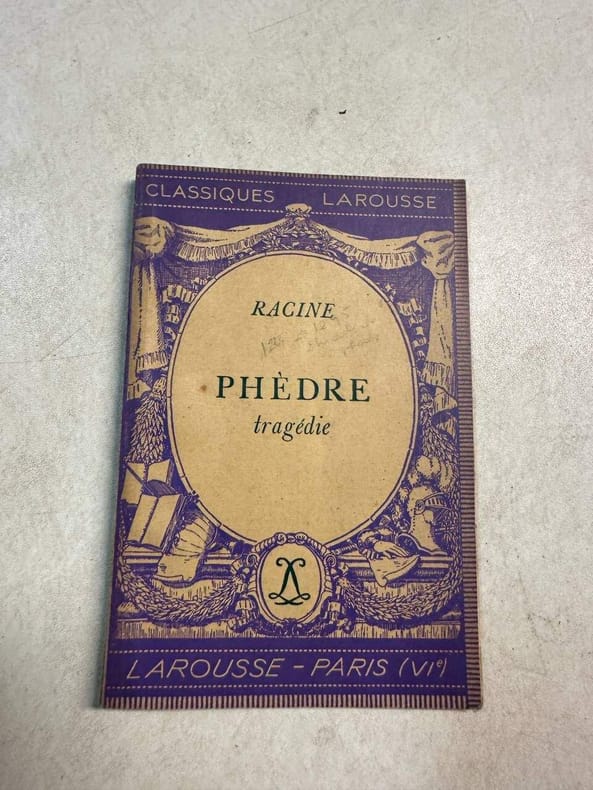 CLASSIQUES LAROUSSE
RACINE
PHÈDRE
tragédie
LAROUSSE - PARIS (VIe)